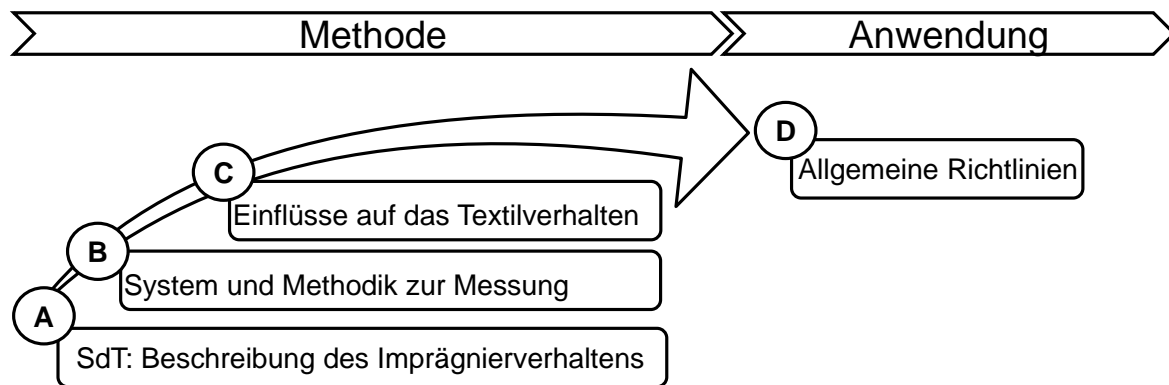 Methode
Anwendung
D
Allgemeine Richtlinien
C
Einflüsse auf das Textilverhalten
B
System und Methodik zur Messung
A
SdT: Beschreibung des Imprägnierverhaltens